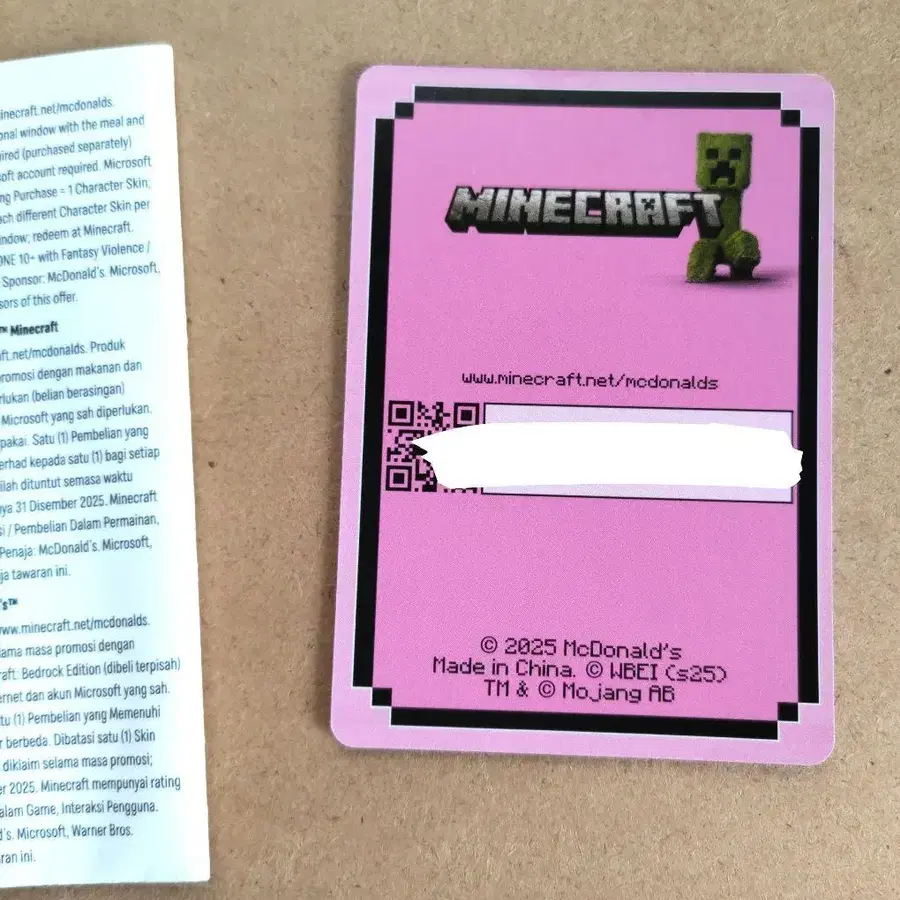 inecraft.net/mcdonalds.
onal window with the meal and
ired (purchased separately)
soft account required. Microsoft
ng Purchase = 1 Character Skin;
ach different Character Skin per
indow; redeem at Minecraft.
ONE 10+ with Fantasy Violence /
Sponsor: McDonald's. Microsoft,
sors of this offer.
™ Minecraft
aft.net/mcdonalds. Produk
promosi dengan makanan dan
rlukan (belian berasingan)
Microsoft yang sah diperlukan.
pakai. Satu (1) Pembelian yang
erhad kepada satu (1) bagi setiap
ilah dituntut semasa waktu
ya 31 Disember 2025. Minecraft
si / Pembelian Dalam Permainan,
Penaja: McDonald's. Microsoft,
ja tawaran ini.
's™
www.minecraft.net/mcdonalds.
lama masa promosi dengan
raft: Bedrock Edition (dibeli terpisah)
ernet dan akun Microsoft yang sah.
tu (1) Pembelian yang Memenuhi
r berbeda. Dibatasi satu (1) Skin
diklaim selama masa promosi;
er 2025. Minecraft mempunyai rating
alam Game, Interaksi Pengguna.
d's. Microsoft, Warner Bros.
ran ini.
MINECRAFT
www.minecraft.net/mcdonalds
© 2025 McDonald's
Made in China. © WBEI (s25)
TM & © Mojang AB